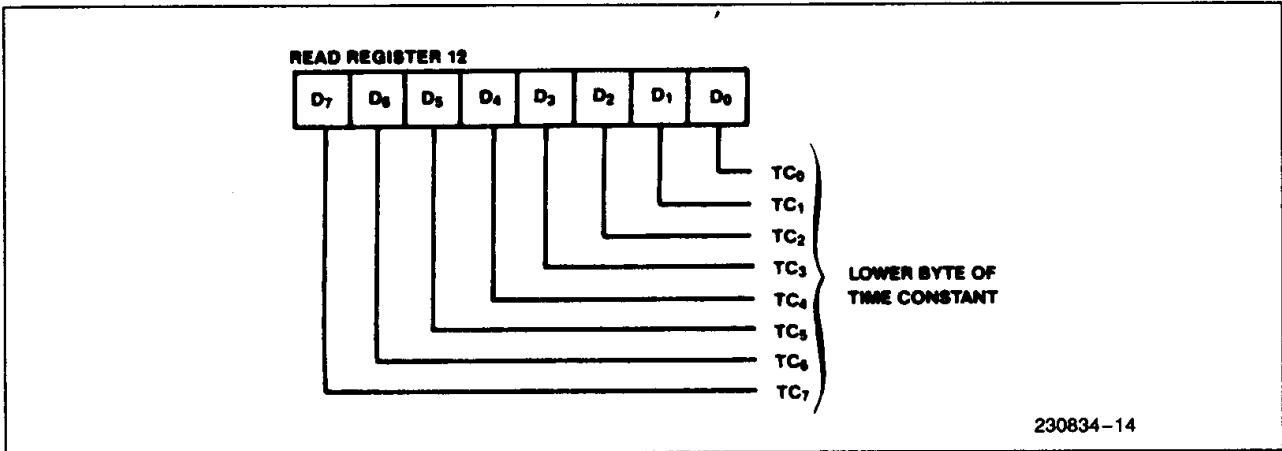 READ REGISTER 12
D₇ D₆ D₅ D₄ D₃ D₂ D₁ D₀
TC₀
TC₁
TC₂
TC₃
TC₄
TC₅
TC₆
TC₇
LOWER BYTE OF
TIME CONSTANT
230834-14